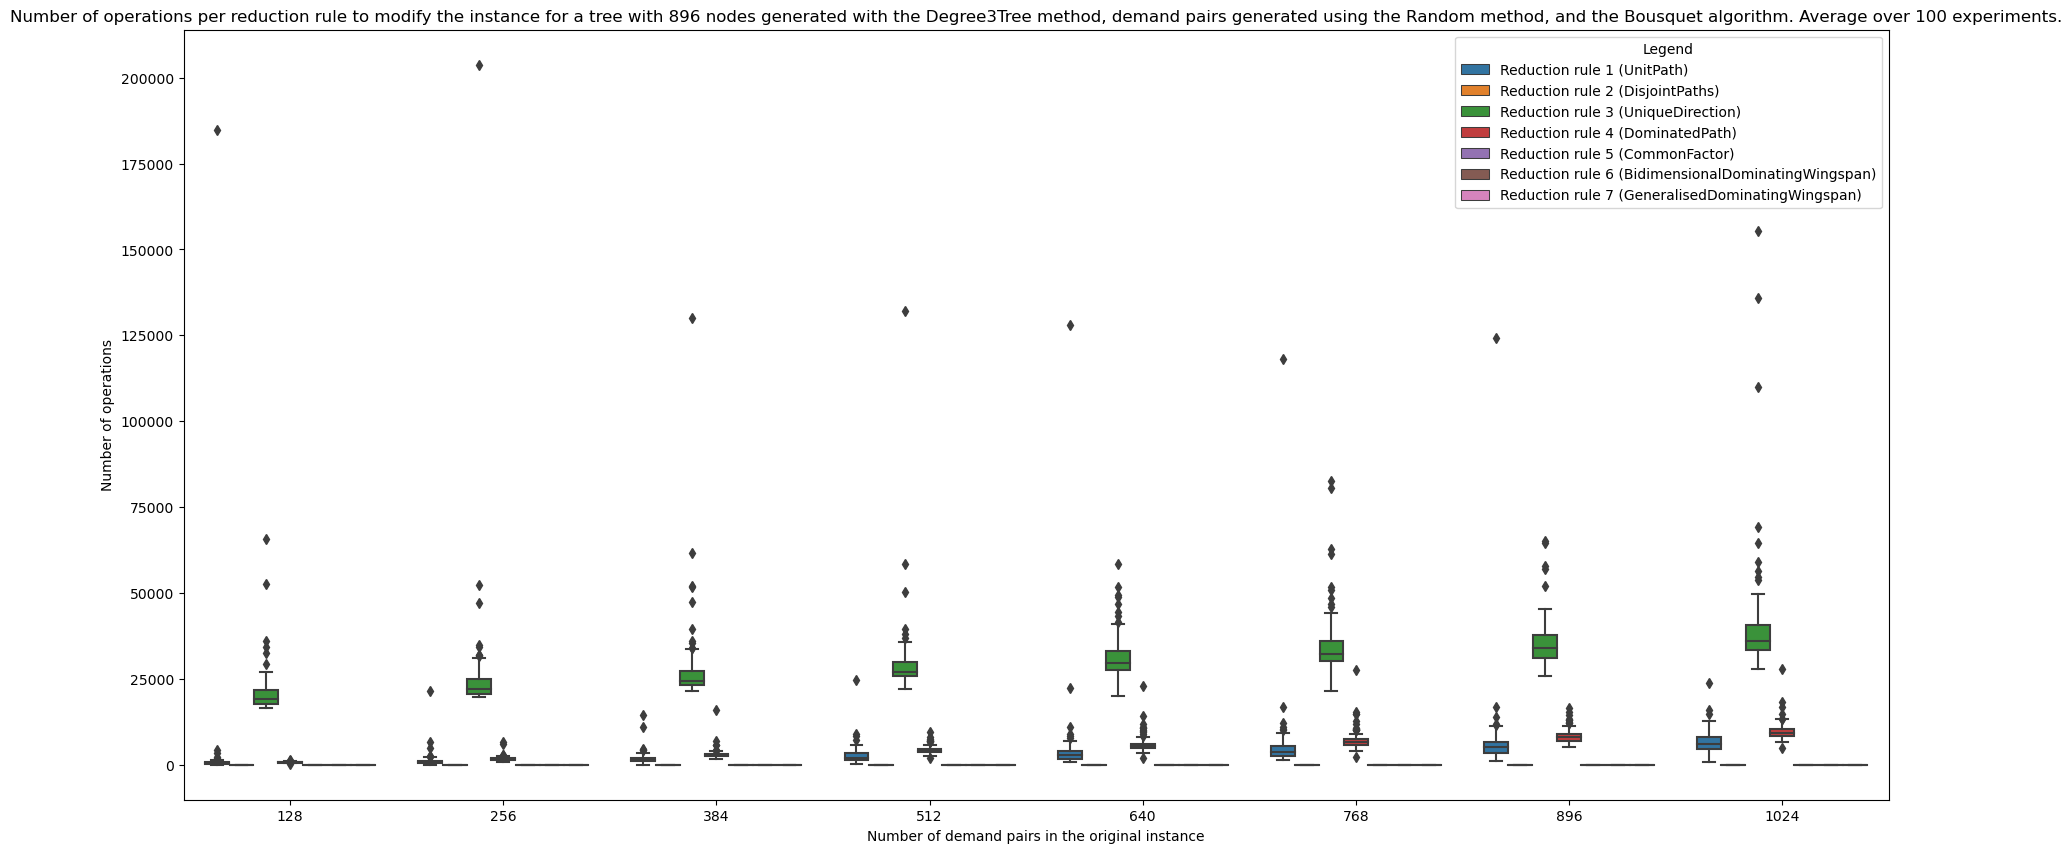 Number of operations per reduction rule to modify the instance for a tree with 896 nodes generated with the Degree3Tree method, demand pairs generated using the Random method, and the Bousquet algorithm. Average over 100 experiments.
Legend
Reduction rule 1 (UnitPath)
Reduction rule 2 (DisjointPaths)
Reduction rule 3 (UniqueDirection)
Reduction rule 4 (DominatedPath)
Reduction rule 5 (CommonFactor)
Reduction rule 6 (BidimensionalDominatingWingspan)
Reduction rule 7 (GeneralisedDominatingWingspan)
Number of operations
200000
175000
150000
125000
100000
75000
50000
25000
0
128 256 384 512 640 768 896 1024
Number of demand pairs in the original instance